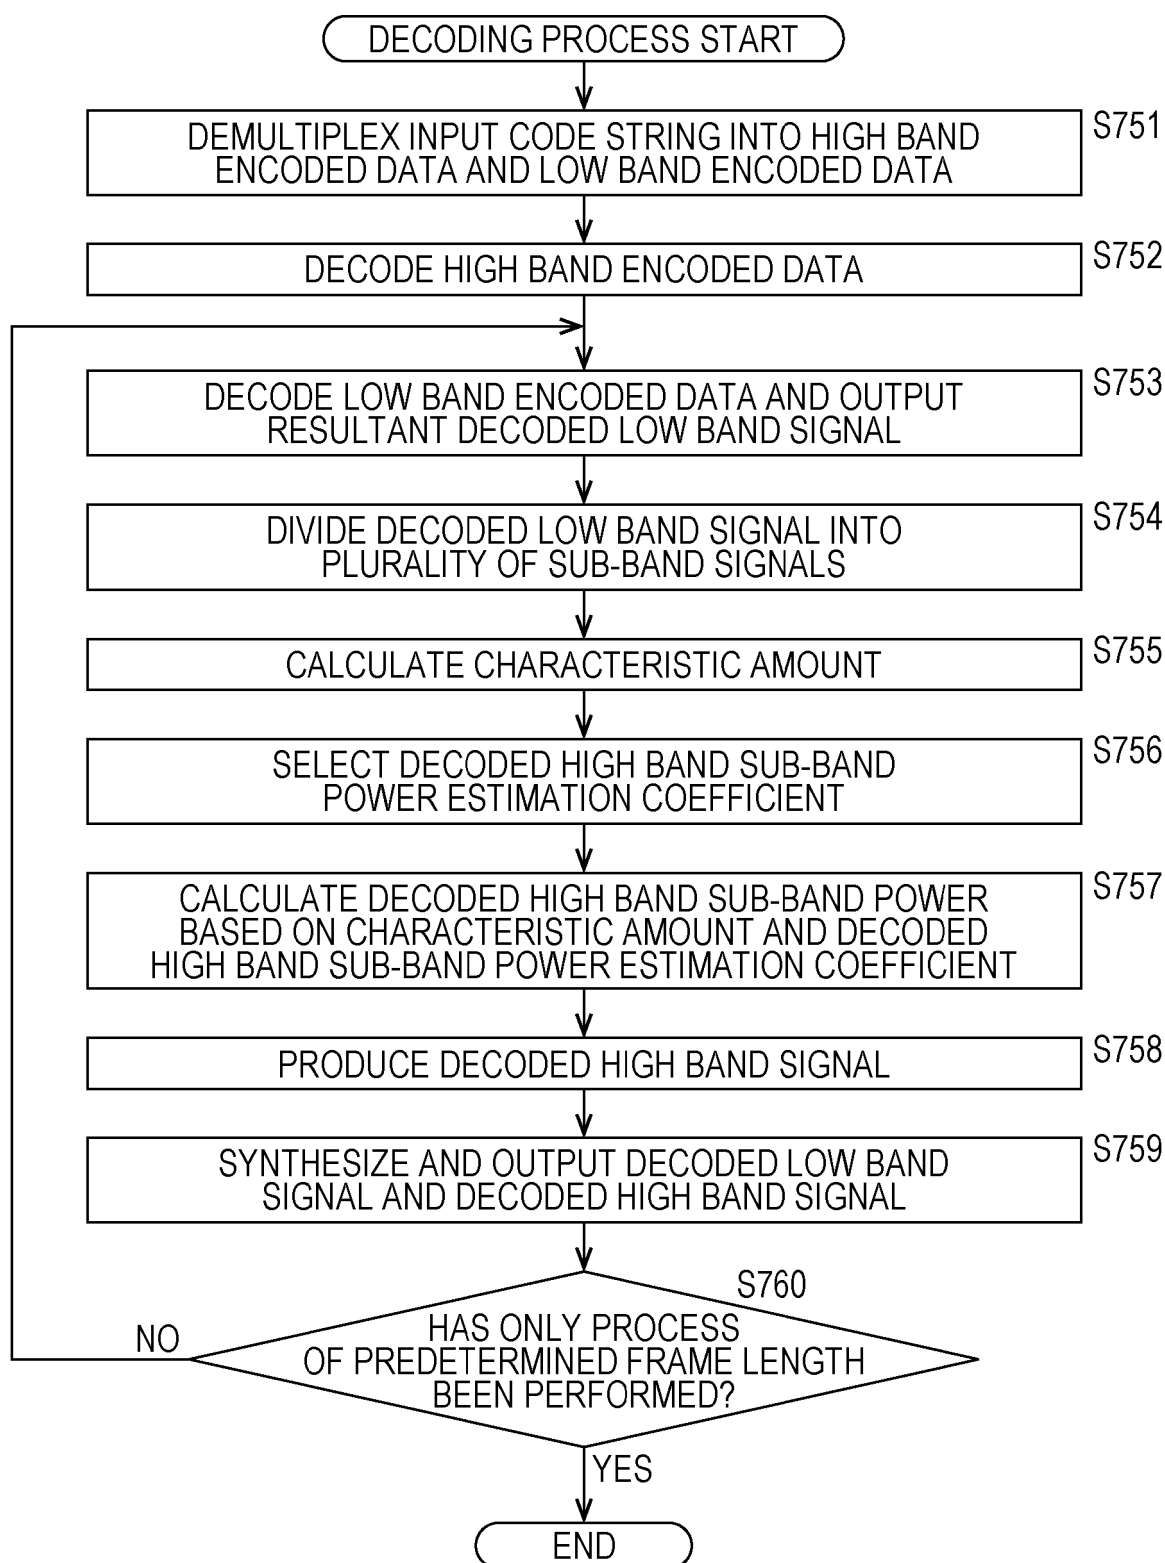 DECODING PROCESS START
DEMULTIPLEX INPUT CODE STRING INTO HIGH BAND
ENCODED DATA AND LOW BAND ENCODED DATA
S751
DECODE HIGH BAND ENCODED DATA
S752
DECODE LOW BAND ENCODED DATA AND OUTPUT
RESULTANT DECODED LOW BAND SIGNAL
S753
DIVIDE DECODED LOW BAND SIGNAL INTO
PLURALITY OF SUB-BAND SIGNALS
S754
CALCULATE CHARACTERISTIC AMOUNT
S755
SELECT DECODED HIGH BAND SUB-BAND
POWER ESTIMATION COEFFICIENT
S756
CALCULATE DECODED HIGH BAND SUB-BAND POWER
BASED ON CHARACTERISTIC AMOUNT AND DECODED
HIGH BAND SUB-BAND POWER ESTIMATION COEFFICIENT
S757
PRODUCE DECODED HIGH BAND SIGNAL
S758
SYNTHESIZE AND OUTPUT DECODED LOW BAND
SIGNAL AND DECODED HIGH BAND SIGNAL
S759
S760
HAS ONLY PROCESS
OF PREDETERMINED FRAME LENGTH
BEEN PERFORMED?
NO
YES
END